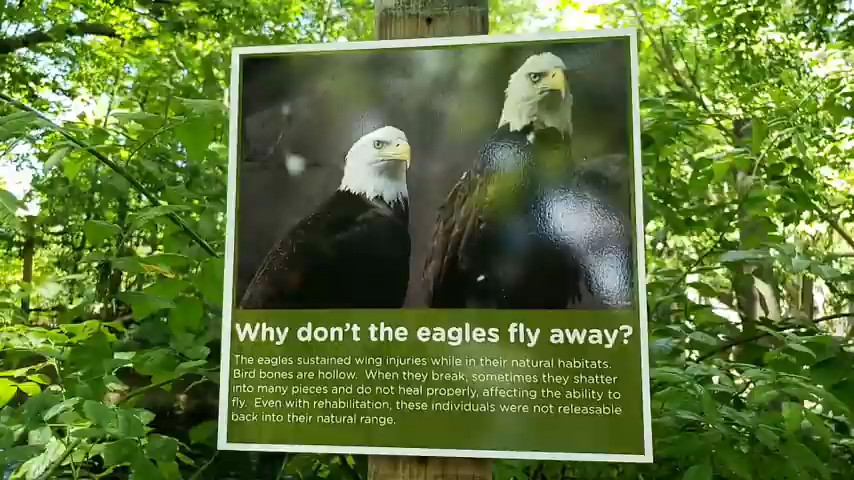 Why don't the eagles fly away?
The eagles sustained wing injuries while in their natural habitats.
Bird bones are hollow. When they break, sometimes they shatter
into many pieces and do not heal properly, affecting the ability to
fly. Even with rehabilitation, these individuals were not releasable
back into their natural range.